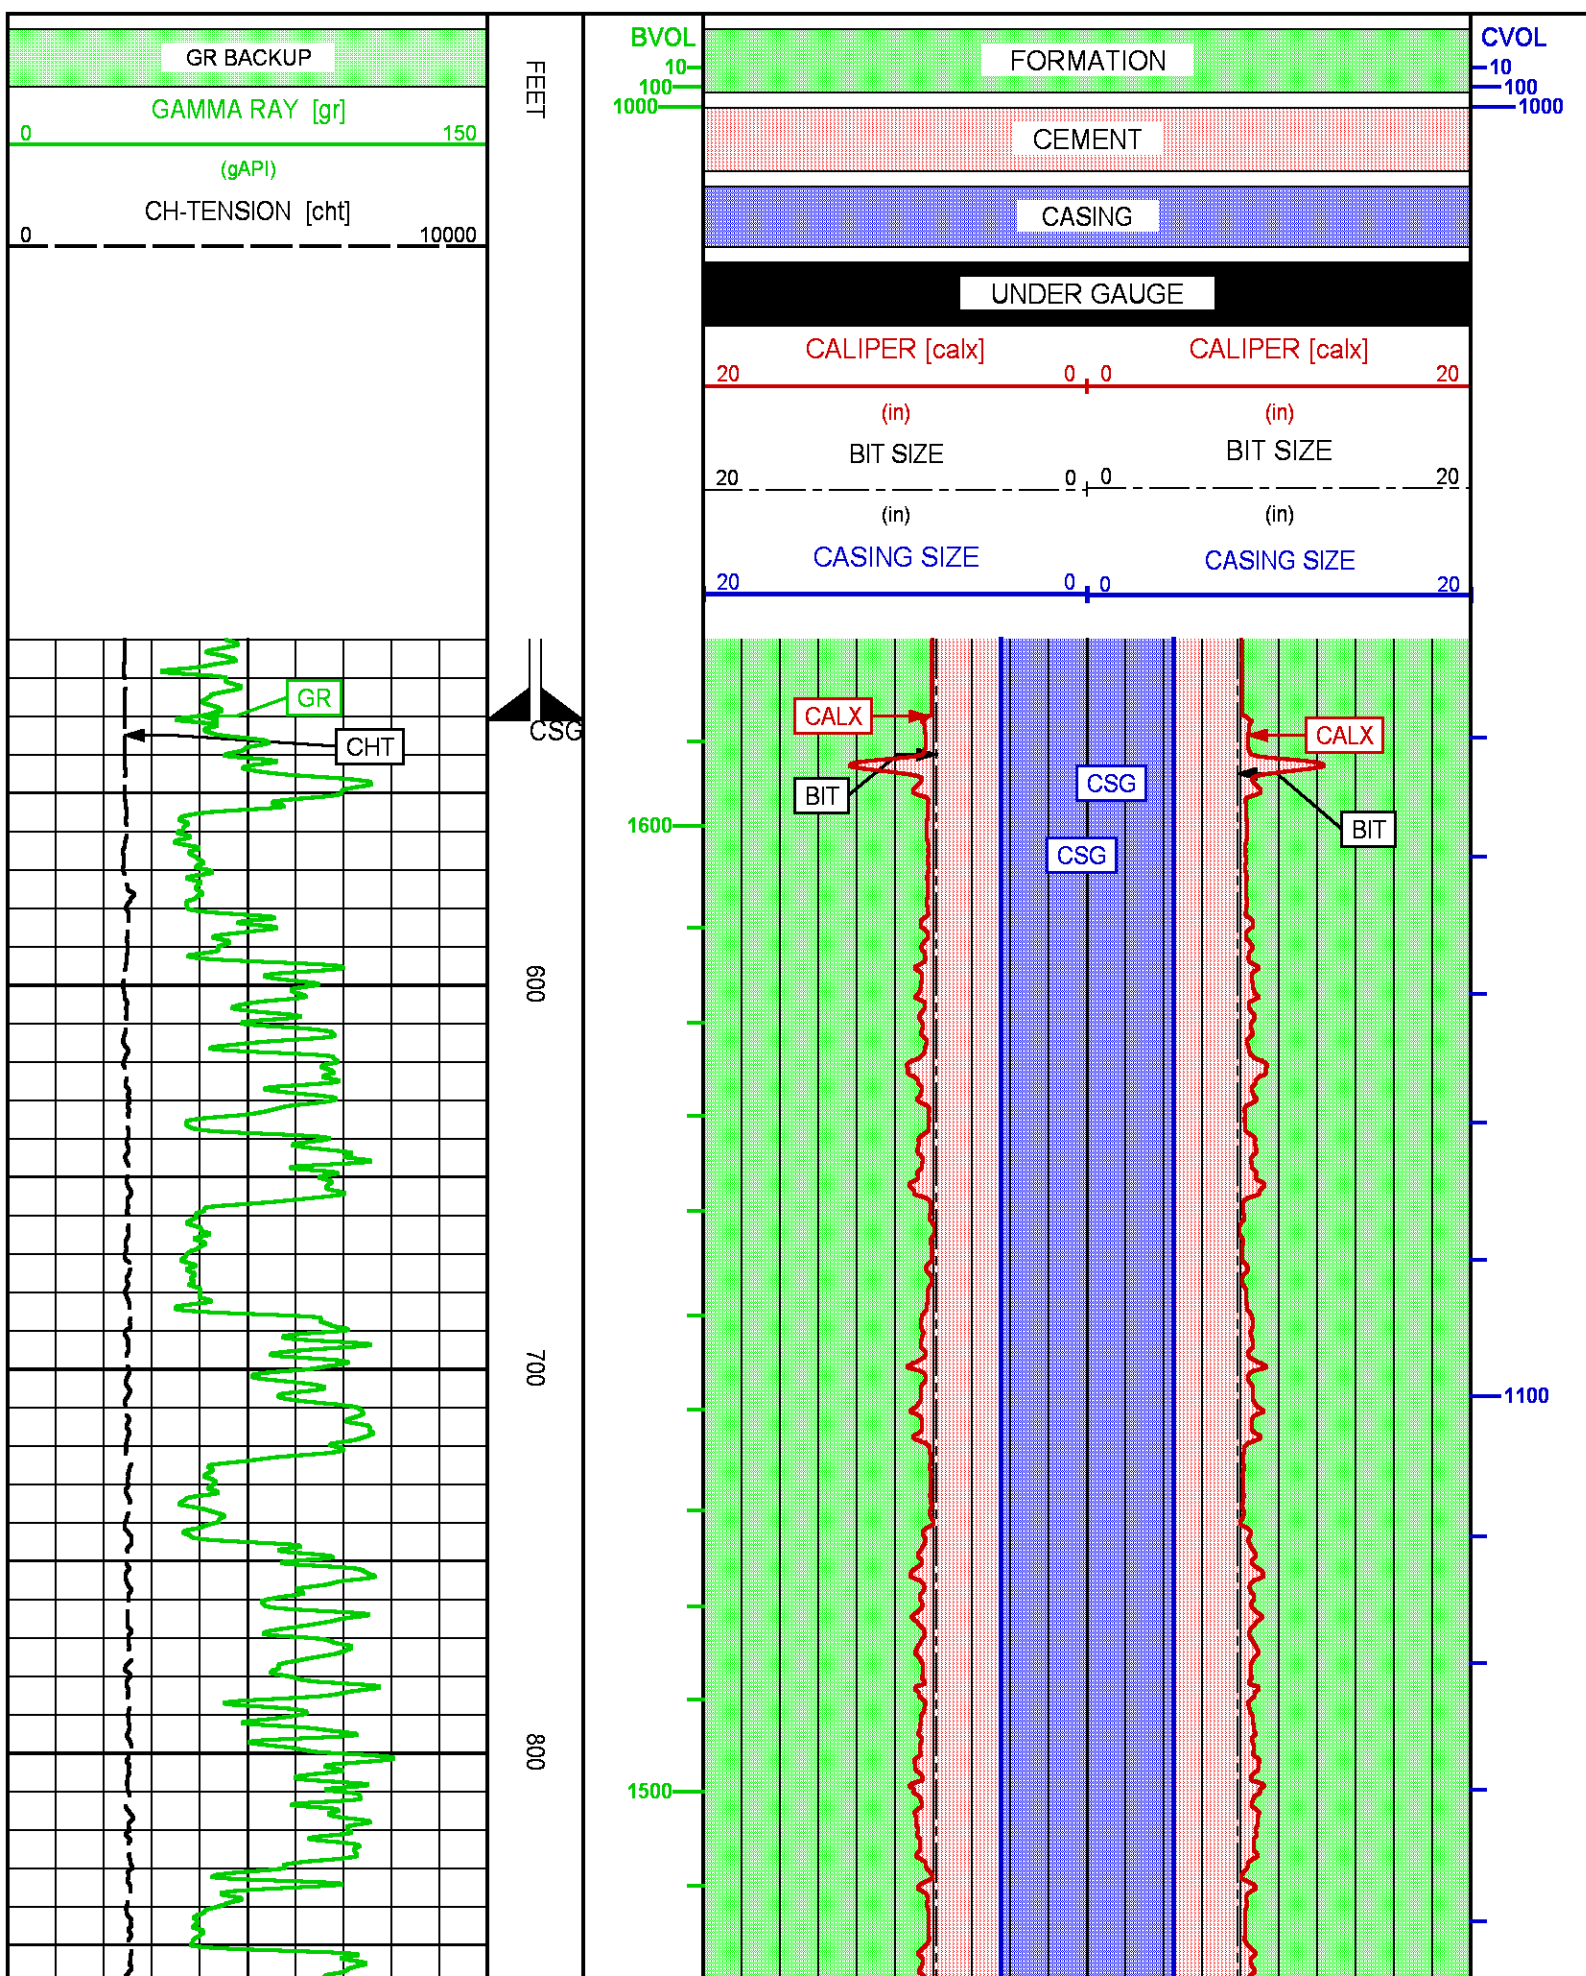 GR BACKUP
GAMMA RAY [gr]
0 150
(gAPI)
CH-TENSION [cht]
0 10000
FEET
BVOL
10
100
1000
FORMATION
CEMENT
CASING
UNDER GAUGE
CALIPER [calx] CALIPER [calx]
20 0 0 20
(in) (in)
BIT SIZE BIT SIZE
20 0 0 20
(in) (in)
CASING SIZE CASING SIZE
20 0 0 20
CVOL
10
100
1000
GR
CHT
CSG
600
700
800
1600
1500
CALX
BIT
CSG
CSG
CALX
BIT
1100